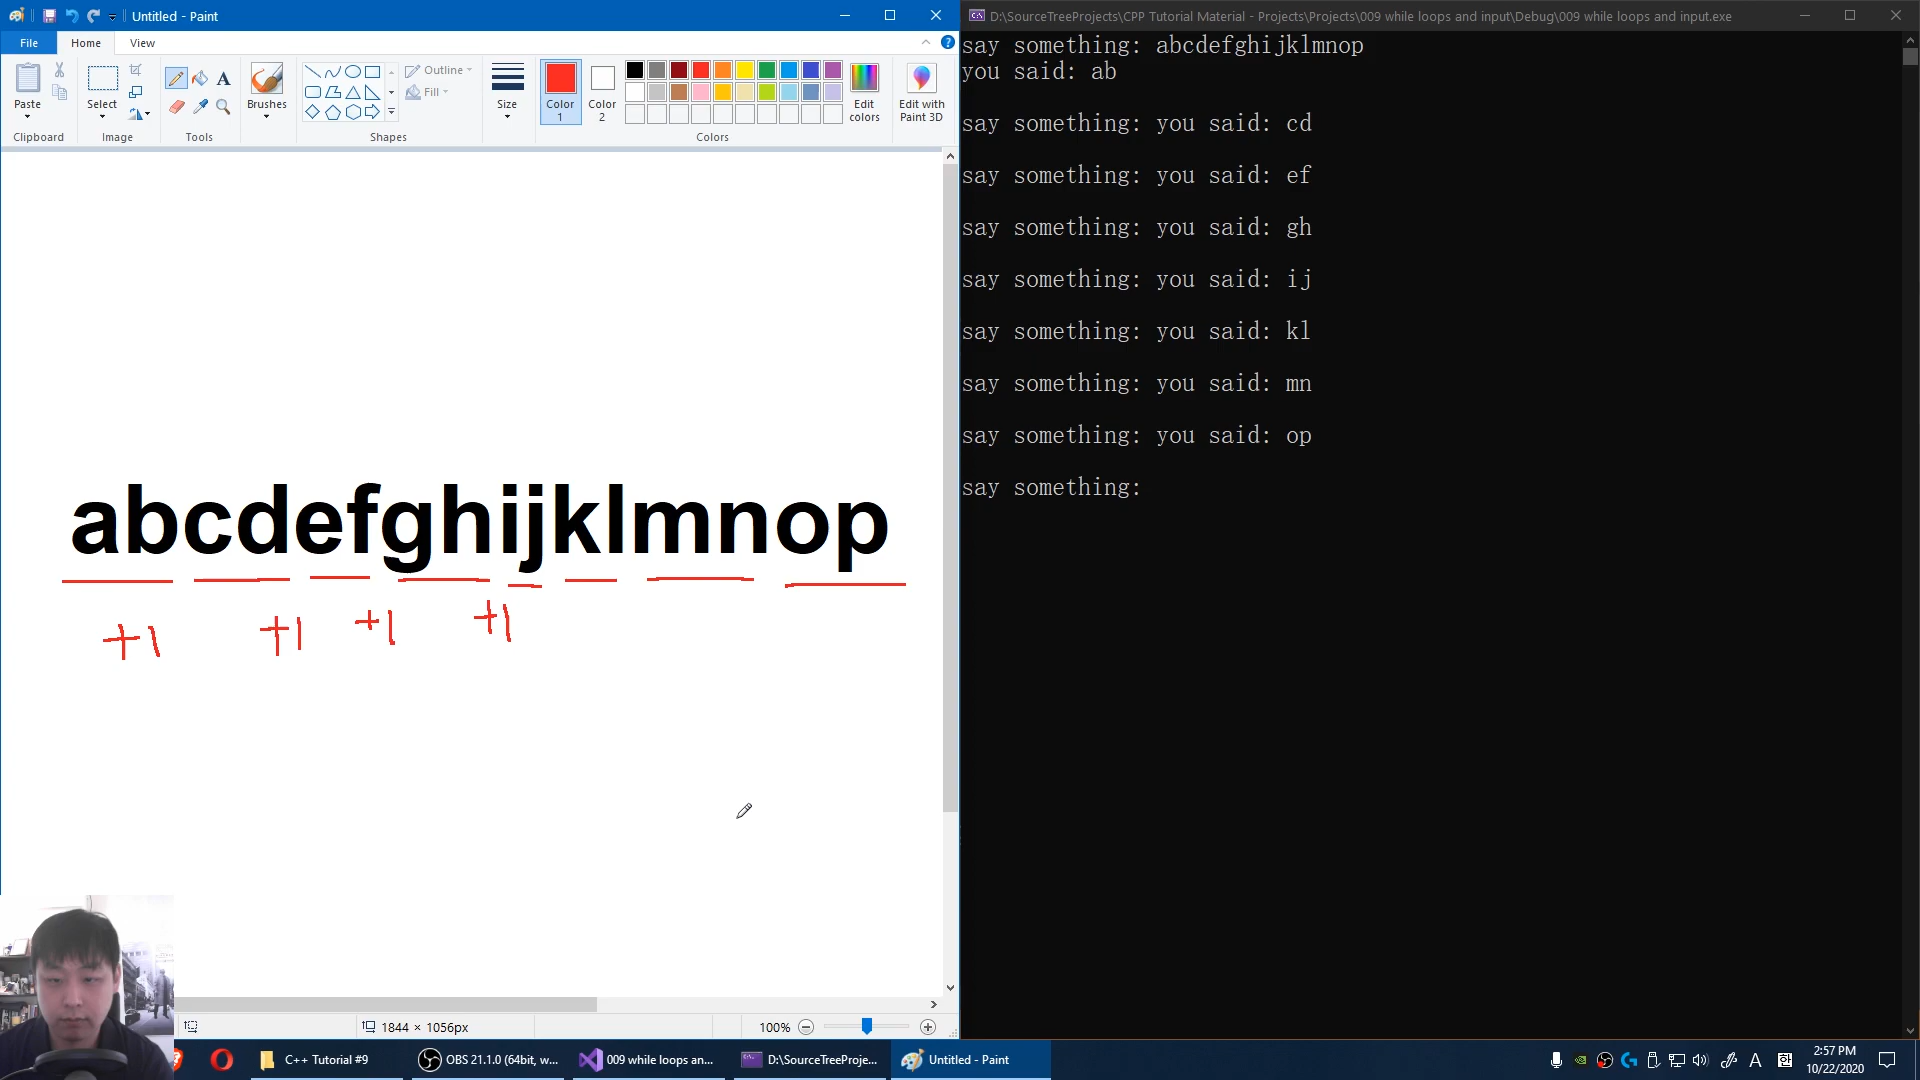 Untitled - Paint
File
Home
View
Paste
Clipboard
Select
Image
A
Tools
Brushes
Outline
Fill
Shapes
Size
Color
1
Color
2
Edit
colors
Edit with
Paint 3D
Colors
abcdefghijklmnop
+1 +1 +1 +1
1844 × 1056px
100%
D:\SourceTreeProjects\CPP Tutorial Material - Projects\Projects\009 while loops and input\Debug\009 while loops and input.exe
say something: abcdefghijklmnop
you said: ab
say something: you said: cd
say something: you said: ef
say something: you said: gh
say something: you said: ij
say something: you said: kl
say something: you said: mn
say something: you said: op
say something:
C++ Tutorial #9
OBS 21.1.0 (64bit, w...
009 while loops an...
D:\SourceTreeProje...
Untitled - Paint
A
한
2:57 PM
10/22/2020